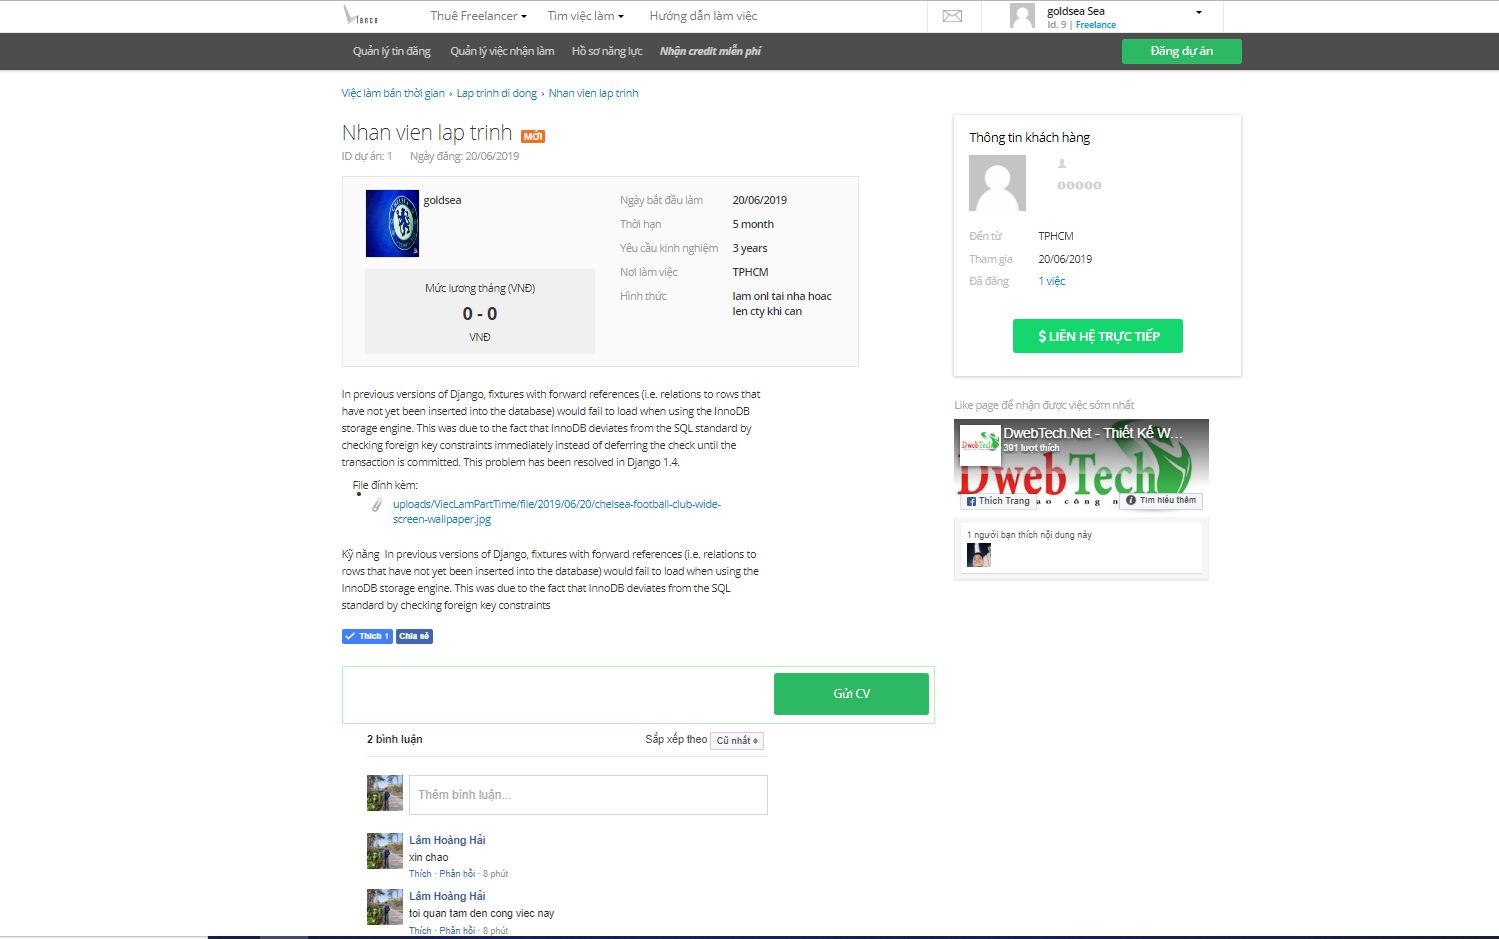 Vlance
Thuê Freelancer
Tìm việc làm
Hướng dẫn làm việc
goldsea Sea
Id. 9 | Freelance
Quản lý tin đăng
Quản lý việc nhận làm
Hồ sơ năng lực
Nhận credit miễn phí
Đăng dự án
Việc làm bán thời gian › Lap trinh di dong › Nhan vien lap trinh
Nhan vien lap trinh MỚI
ID dự án: 1 Ngày đăng: 20/06/2019
goldsea
Mức lương tháng (VNĐ)
0 - 0
VNĐ
Ngày bắt đầu làm 20/06/2019
Thời hạn 5 month
Yêu cầu kinh nghiệm 3 years
Nơi làm việc TPHCM
Hình thức lam onl tai nha hoac
len cty khi can
In previous versions of Django, fixtures with forward references (i.e. relations to rows that
have not yet been inserted into the database) would fail to load when using the InnoDB
storage engine. This was due to the fact that InnoDB deviates from the SQL standard by
checking foreign key constraints immediately instead of deferring the check until the
transaction is committed. This problem has been resolved in Django 1.4.
File đính kèm:
uploads/ViecLamPartTime/file/2019/06/20/chelsea-football-club-wide-
screen-wallpaper.jpg
Kỹ năng In previous versions of Django, fixtures with forward references (i.e. relations to
rows that have not yet been inserted into the database) would fail to load when using the
InnoDB storage engine. This was due to the fact that InnoDB deviates from the SQL
standard by checking foreign key constraints
Thích 1 Chia sẻ
Gửi CV
2 bình luận
Sắp xếp theo Cũ nhất
Thêm bình luận...
Lâm Hoàng Hải
xin chao
Thích · Phản hồi · 8 phút
Lâm Hoàng Hải
toi quan tam den cong viec nay
Thích · Phản hồi · 8 phút
Thông tin khách hàng
Đến từ TPHCM
Tham gia 20/06/2019
Đã đăng 1 việc
$ LIÊN HỆ TRỰC TIẾP
Like page để nhận được việc sớm nhất
DwebTech
DwebTech.Net - Thiết Kế W...
391 lượt thích
DwebTech
Thích Trang
ao công n
Tìm hiểu thêm
1 người bạn thích nội dung này